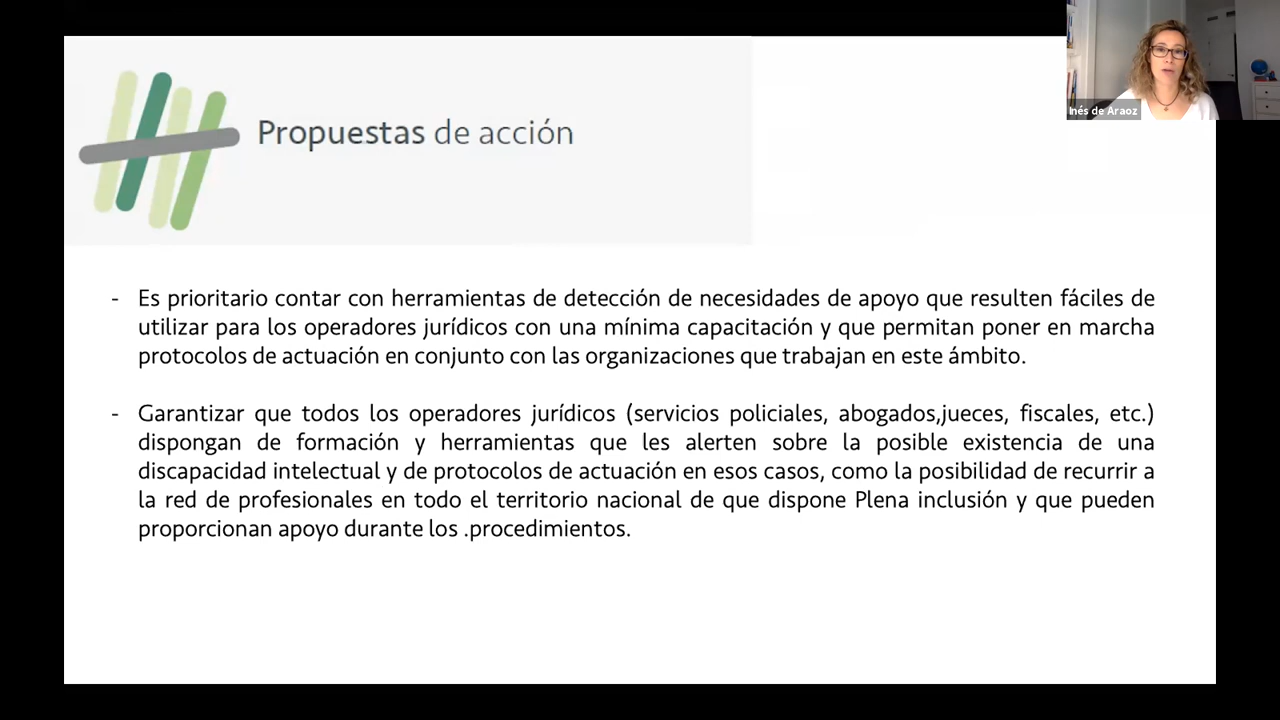 Inés de Araoz
Propuestas de acción
- Es prioritario contar con herramientas de detección de necesidades de apoyo que resulten fáciles de
utilizar para los operadores jurídicos con una mínima capacitación y que permitan poner en marcha
protocolos de actuación en conjunto con las organizaciones que trabajan en este ámbito.
- Garantizar que todos los operadores jurídicos (servicios policiales, abogados,jueces, fiscales, etc.)
dispongan de formación y herramientas que les alerten sobre la posible existencia de una
discapacidad intelectual y de protocolos de actuación en esos casos, como la posibilidad de recurrir a
la red de profesionales en todo el territorio nacional de que dispone Plena inclusión y que pueden
proporcionan apoyo durante los .procedimientos.